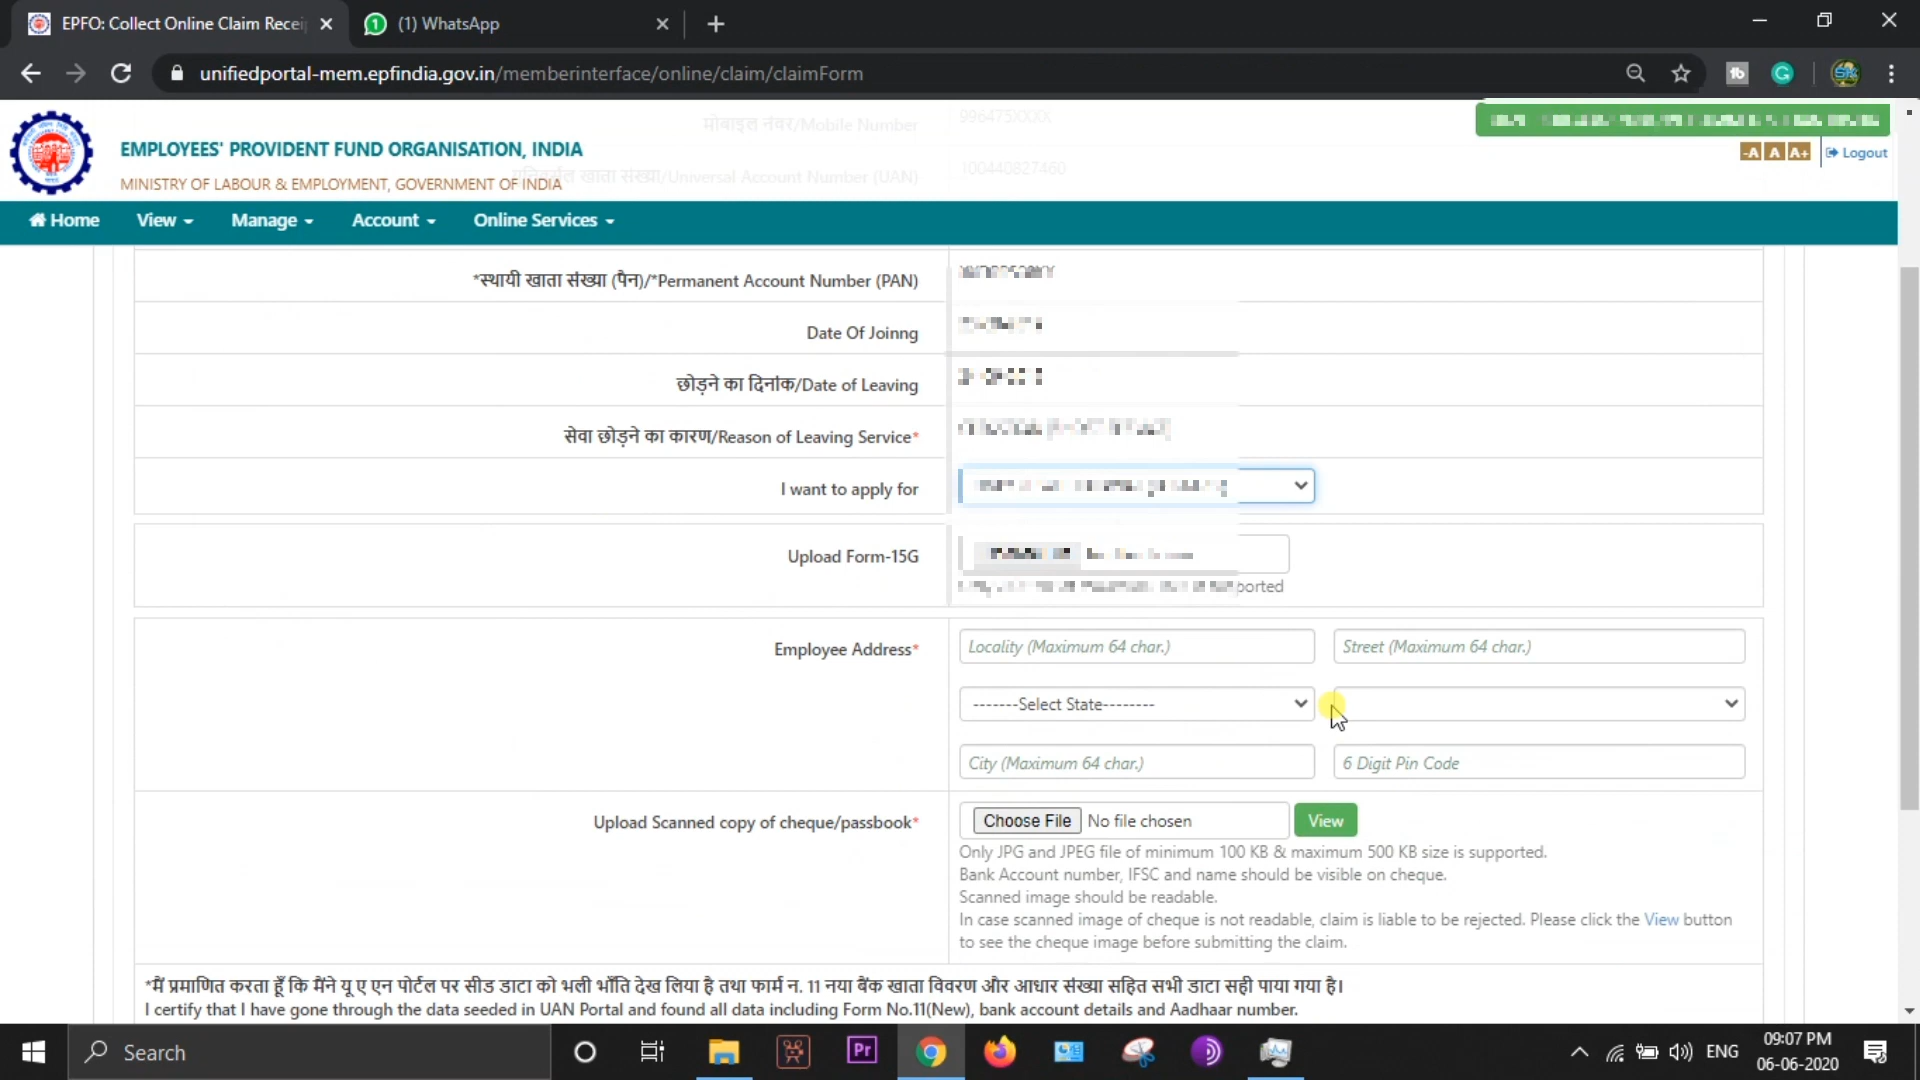 EPFO: Collect Online Claim Recei
(1) WhatsApp
unifiedportal-mem.epfindia.gov.in/memberinterface/online/claim/claimForm
मोबाइल नंबर/Mobile Number
996475XXXX
EMPLOYEES' PROVIDENT FUND ORGANISATION, INDIA
-A A A+ Logout
MINISTRY OF LABOUR & EMPLOYMENT, GOVERNMENT OF INDIA
खाता संख्या/Universal Account Number (UAN)
100440827460
Home View Manage Account Online Services
*स्थायी खाता संख्या (पैन)/*Permanent Account Number (PAN)
Date Of Joinng
छोड़ने का दिनांक/Date of Leaving
सेवा छोड़ने का कारण/Reason of Leaving Service*
I want to apply for
Upload Form-15G
ported
Employee Address*
Locality (Maximum 64 char.)
Street (Maximum 64 char.)
-------Select State--------
City (Maximum 64 char.)
6 Digit Pin Code
Upload Scanned copy of cheque/passbook*
Choose File No file chosen View
Only JPG and JPEG file of minimum 100 KB & maximum 500 KB size is supported.
Bank Account number, IFSC and name should be visible on cheque.
Scanned image should be readable.
In case scanned image of cheque is not readable, claim is liable to be rejected. Please click the View button
to see the cheque image before submitting the claim.
*मैं प्रमाणित करता हूँ कि मैंने यू ए एन पोर्टल पर सीड डाटा को भली भाँति देख लिया है तथा फार्म न. 11 नया बैंक खाता विवरण और आधार संख्या सहित सभी डाटा सही पाया गया है।
I certify that I have gone through the data seeded in UAN Portal and found all data including Form No.11(New), bank account details and Aadhaar number.
Search
Pr
ENG
09:07 PM
06-06-2020